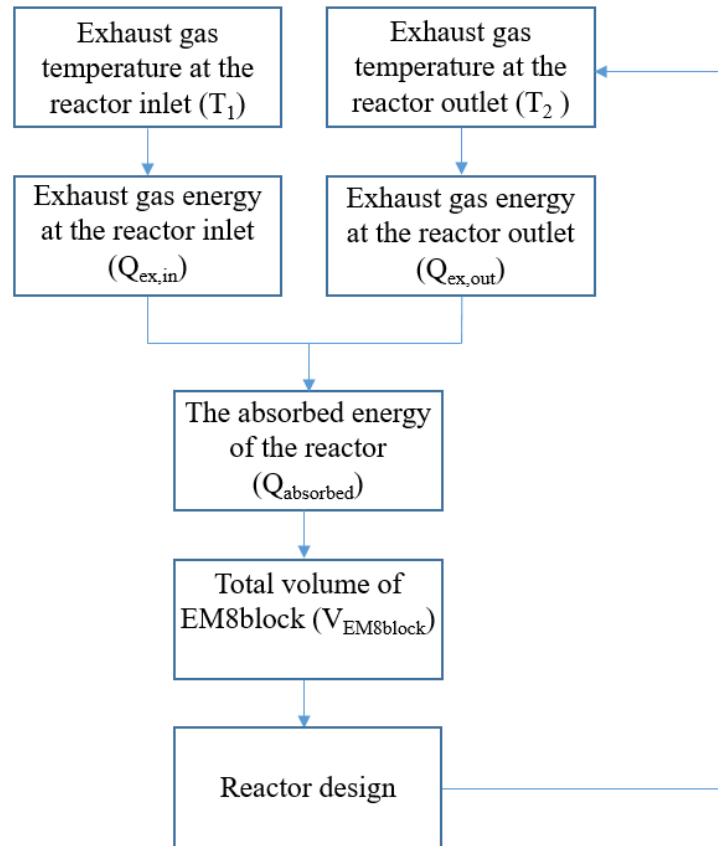 Exhaust gas
temperature at the
reactor inlet (T₁)
Exhaust gas
temperature at the
reactor outlet (T₂ )
Exhaust gas energy
at the reactor inlet
(Qₑₓ,ᵢₙ)
Exhaust gas energy
at the reactor outlet
(Qex,out)
The absorbed energy
of the reactor
(Qabsorbed)
Total volume of
EM8block (VEM8block)
Reactor design